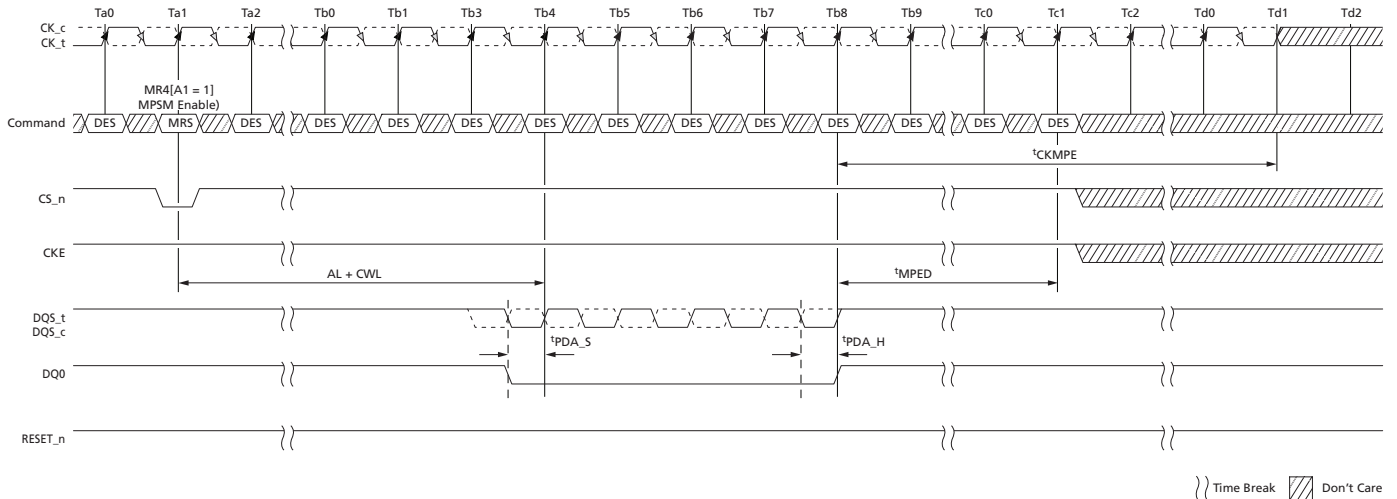 Ta0 Ta1 Ta2 Tb0 Tb1 Tb3 Tb4 Tb5 Tb6 Tb7 Tb8 Tb9 Tc0 Tc1 Tc2 Td0 Td1 Td2
CK_c
CK_t
MR4[A1 = 1]
MPSM Enable)
Command DES MRS DES DES DES DES DES DES DES DES DES DES DES DES
tCKMPE
CS_n
CKE
AL + CWL tMPED
DQS_t
DQS_c
tPDA_S tPDA_H
DQ0
RESET_n
Time Break Don't Care